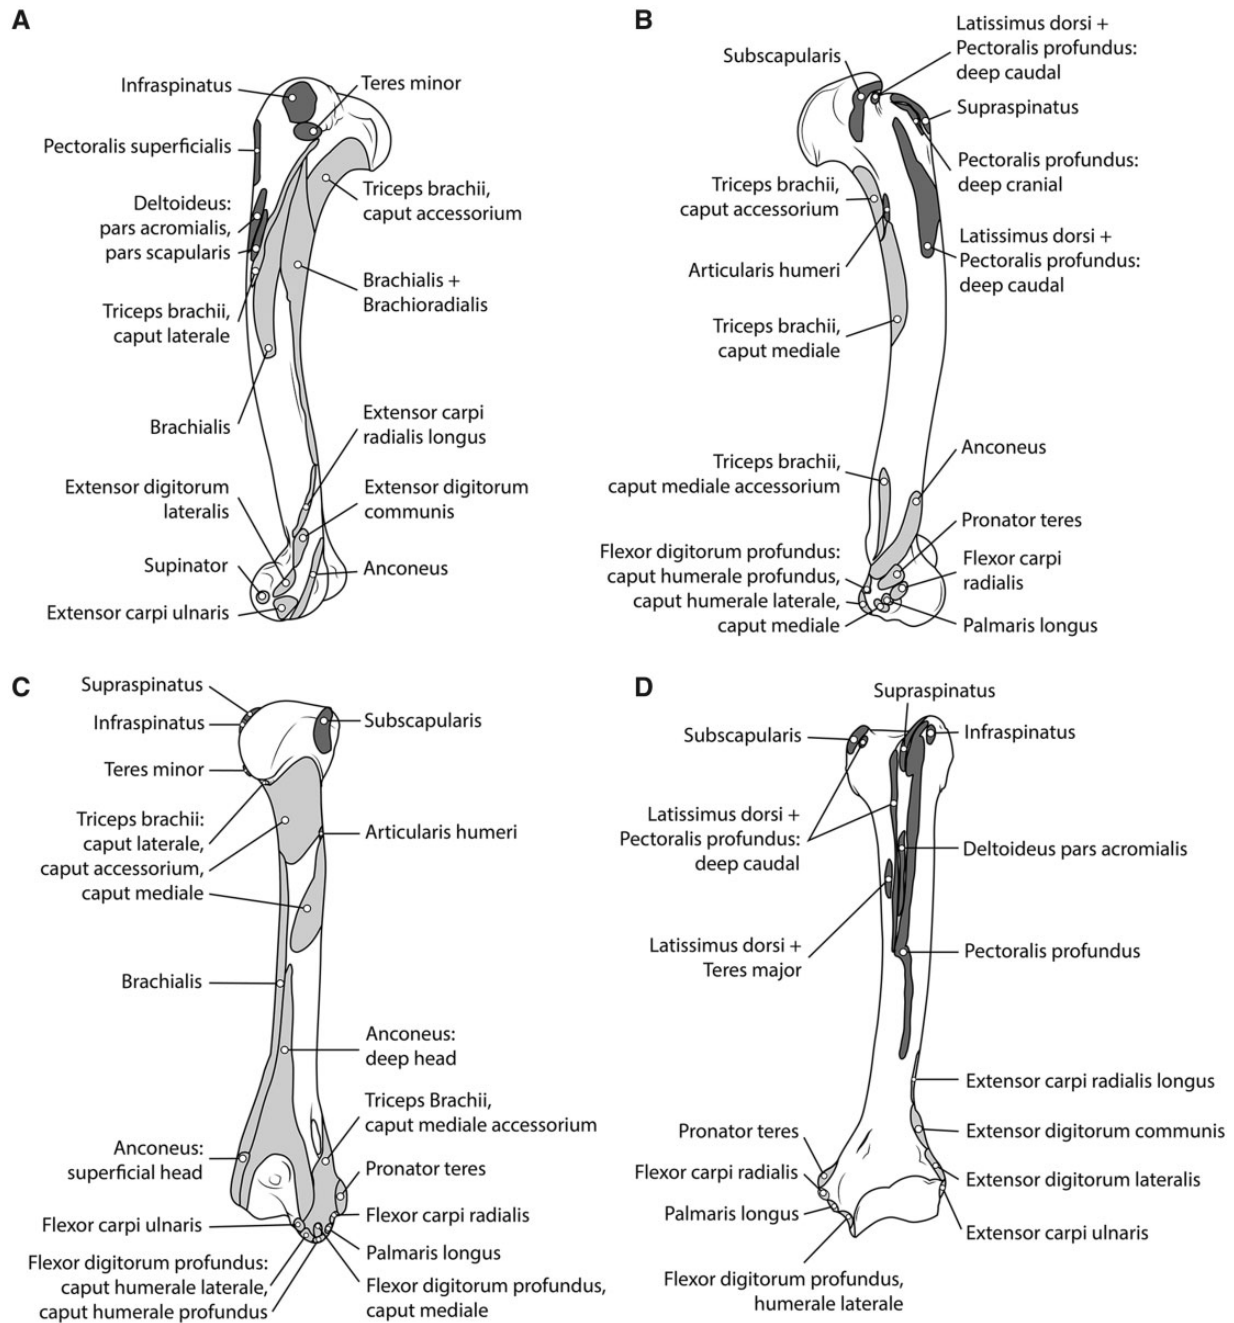 A
Infraspinatus
Teres minor
Pectoralis superficialis
Triceps brachii,
caput accessorium
Deltoideus:
pars acromialis,
pars scapularis
Brachialis +
Brachioradialis
Triceps brachii,
caput laterale
Brachialis
Extensor carpi
radialis longus
Extensor digitorum
lateralis
Extensor digitorum
communis
Supinator
Anconeus
Extensor carpi ulnaris
B
Subscapularis
Latissimus dorsi +
Pectoralis profundus:
deep caudal
Supraspinatus
Pectoralis profundus:
deep cranial
Triceps brachii,
caput accessorium
Articularis humeri
Latissimus dorsi +
Pectoralis profundus:
deep caudal
Triceps brachii,
caput mediale
Triceps brachii,
caput mediale accessorium
Anconeus
Pronator teres
Flexor digitorum profundus:
caput humerale profundus,
caput humerale laterale,
caput mediale
Flexor carpi
radialis
Palmaris longus
C
Supraspinatus
Infraspinatus
Subscapularis
Teres minor
Triceps brachii:
caput laterale,
caput accessorium,
caput mediale
Articularis humeri
Brachialis
Anconeus:
deep head
Triceps Brachii,
caput mediale accessorium
Anconeus:
superficial head
Pronator teres
Flexor carpi ulnaris
Flexor carpi radialis
Palmaris longus
Flexor digitorum profundus:
caput humerale laterale,
caput humerale profundus
Flexor digitorum profundus,
caput mediale
D
Supraspinatus
Subscapularis
Infraspinatus
Latissimus dorsi +
Pectoralis profundus:
deep caudal
Deltoideus pars acromialis
Latissimus dorsi +
Teres major
Pectoralis profundus
Extensor carpi radialis longus
Pronator teres
Extensor digitorum communis
Flexor carpi radialis
Extensor digitorum lateralis
Palmaris longus
Extensor carpi ulnaris
Flexor digitorum profundus,
humerale laterale